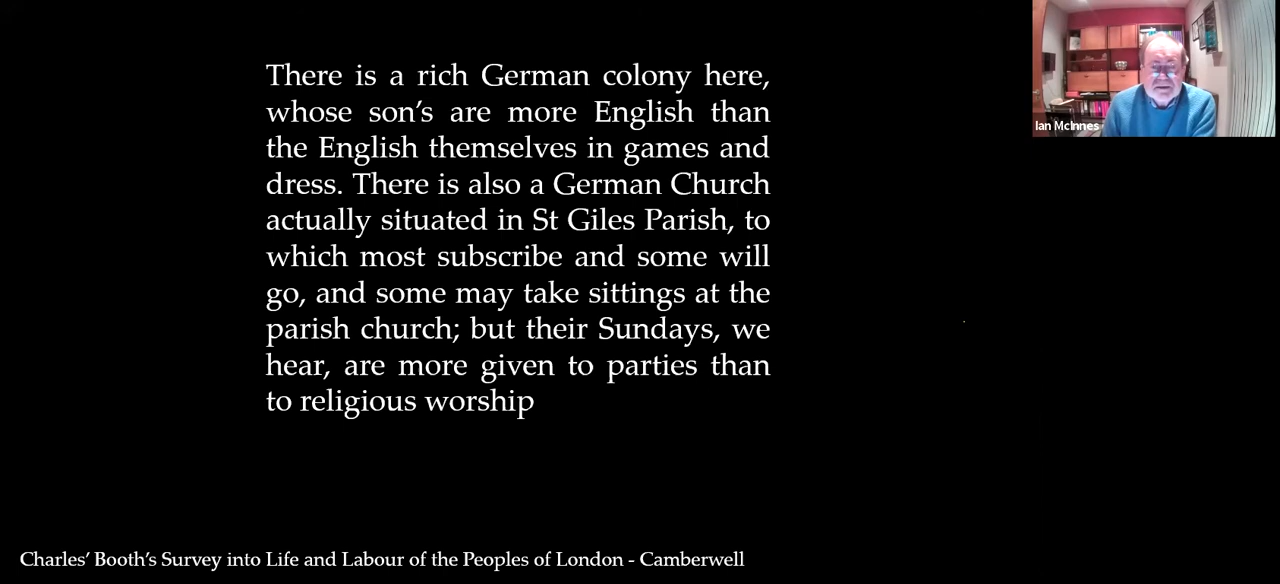 There is a rich German colony here,
whose son's are more English than
the English themselves in games and
dress. There is also a German Church
actually situated in St Giles Parish, to
which most subscribe and some will
go, and some may take sittings at the
parish church; but their Sundays, we
hear, are more given to parties than
to religious worship
Ian McInnes
Charles' Booth's Survey into Life and Labour of the Peoples of London - Camberwell